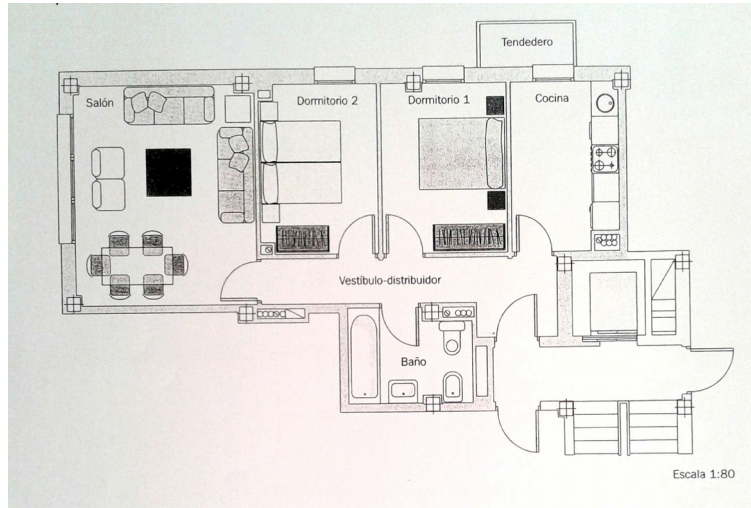 Tendedero
Salón
Dormitorio 2
Dormitorio 1
Cocina
Vestíbulo-distribuidor
Baño
Escala 1:80